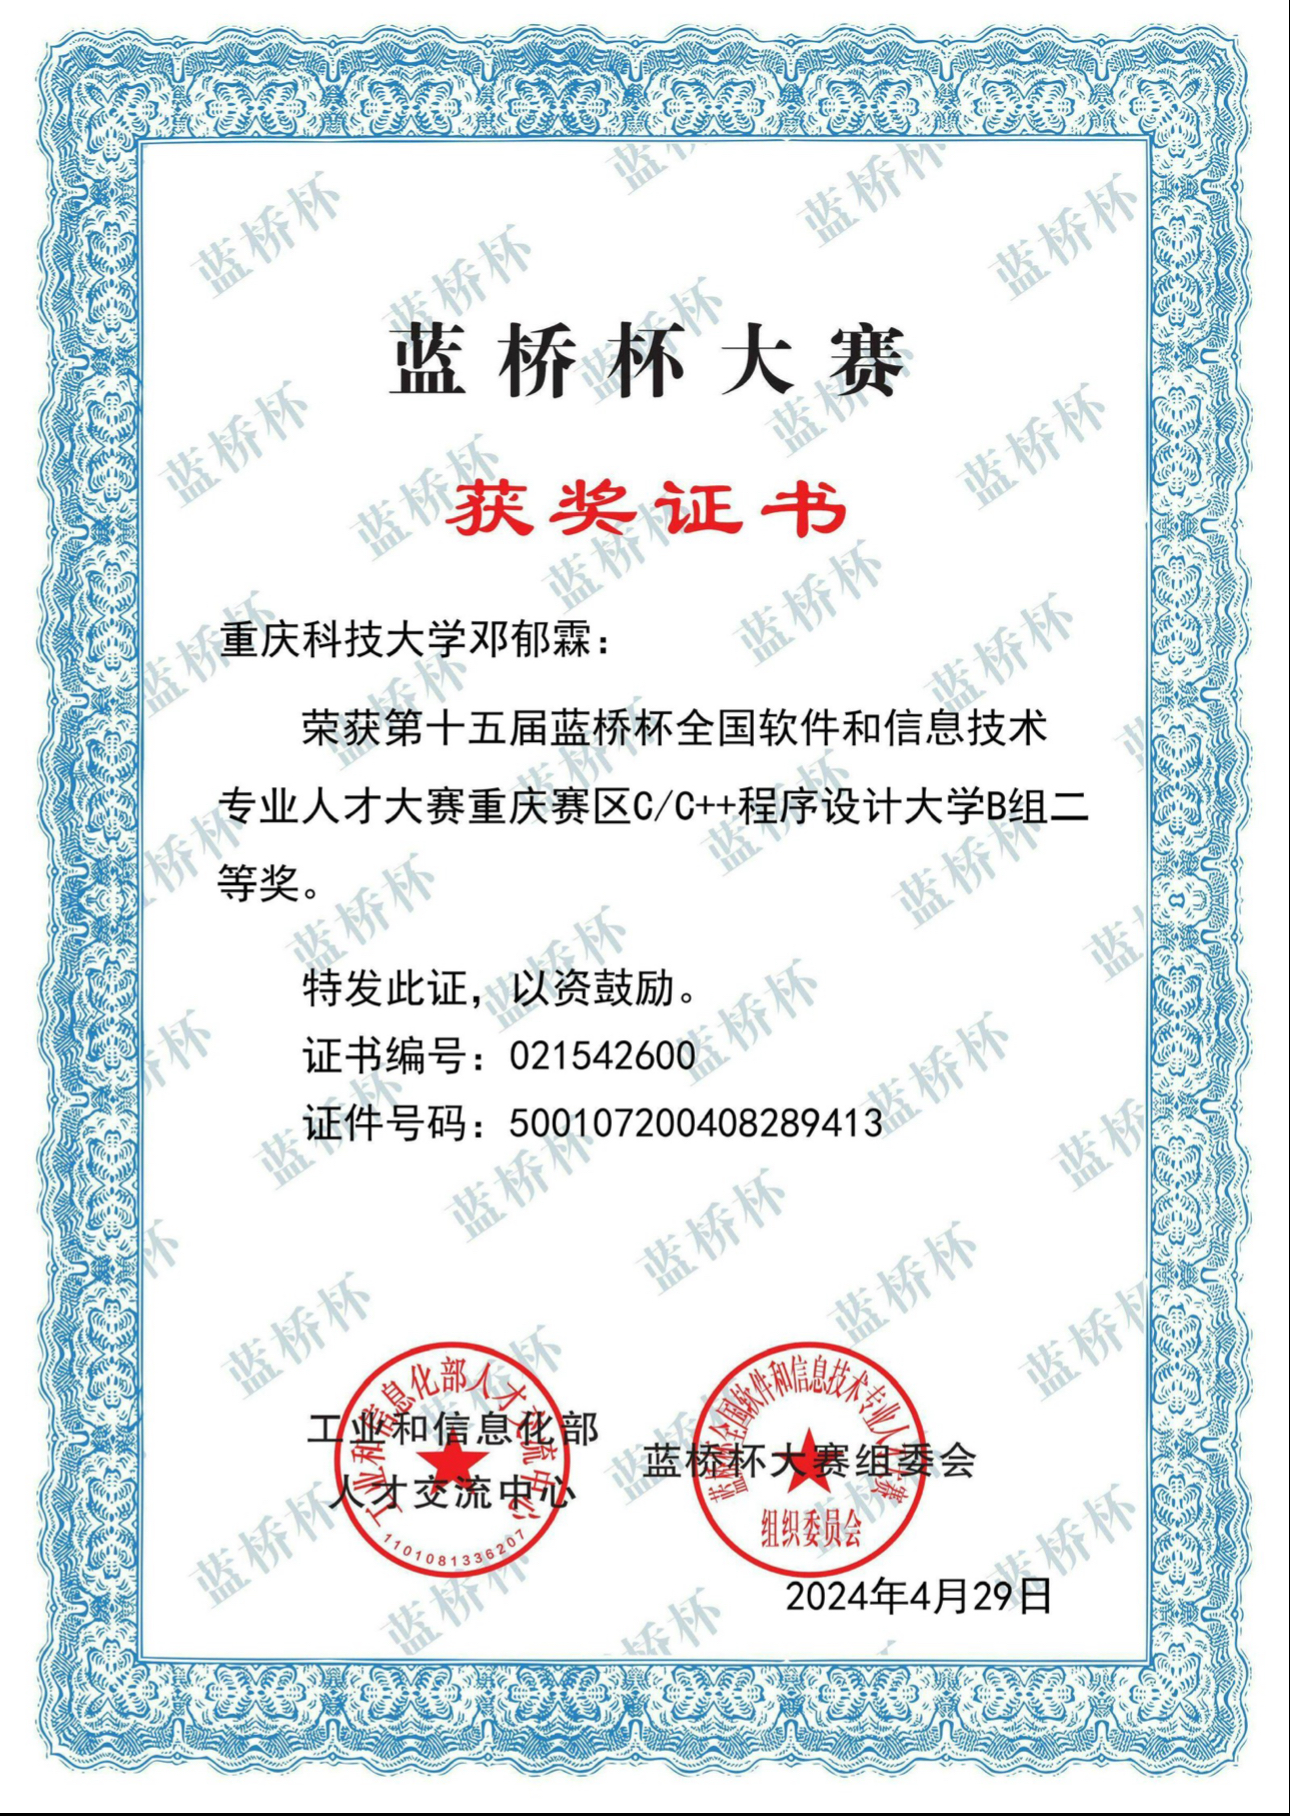 蓝桥杯大赛
获奖证书
重庆科技大学邓郁霖：
荣获第十五届蓝桥杯全国软件和信息技术
专业人才大赛重庆赛区C/C++程序设计大学B组二
等奖。
特发此证，以资鼓励。
证书编号：021542600
证件号码：500107200408289413
工业和信息化部
人才交流中心
工业和信息化部人才交流中心
1101081336207
蓝桥杯大赛组委会
蓝桥杯全国软件和信息技术专业人才大赛
组织委员会
2024年4月29日
蓝桥杯